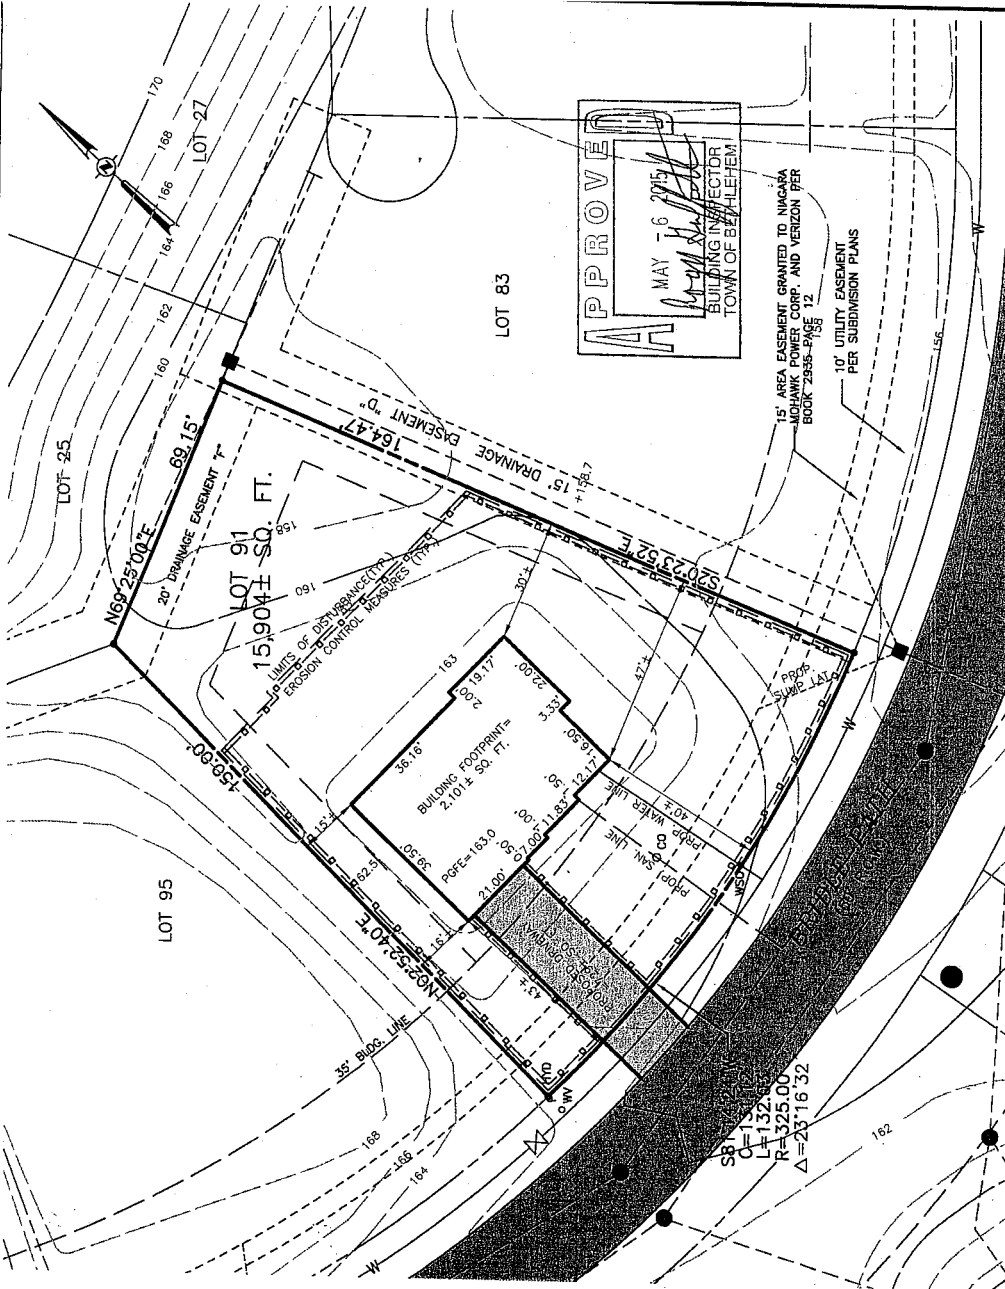 170
168
166
164
162
160
LOT 27
LOT 25
N69°25'00"E
69.15'
20' DRAINAGE EASEMENT "F"
LOT 91
15,904± SQ. FT.
158
160
LIMITS OF DISTURBANCE(TYP.)
EROSION CONTROL MEASURES (TYP.)
164.47'
15' DRAINAGE EASEMENT "D"
+158.7
S20°23'52"E
LOT 83
APPROVED
MAY - 6 2015
BUILDING INSPECTOR
TOWN OF BETHLEHEM
15' AREA EASEMENT GRANTED TO NIAGARA
MOHAWK POWER CORP. AND VERIZON PER
BOOK 2935 PAGE 12
158
10' UTILITY EASEMENT
PER SUBDIVISION PLANS
156
W
150.00'
N02°52'40"E
LOT 95
163
30'±
47'±
2.00'
19.17'
36.16'
22.00'
3.33'
16.50'
12.17'
11.83'
7.00'
21.00'
39.50'
BUILDING FOOTPRINT=
2,101± SQ. FT.
PGFE=163.0
15'±
62.5
16'±
43'±
40'±
PROP. WATER LINE
PROP. SAN. LINE
CO
WSO
PROP.
SUMP LAT.
W
35' BLDG. LINE
HYD
WV
168
166
164
W
L=132.
R=325.00'
Δ=23°16'32
162